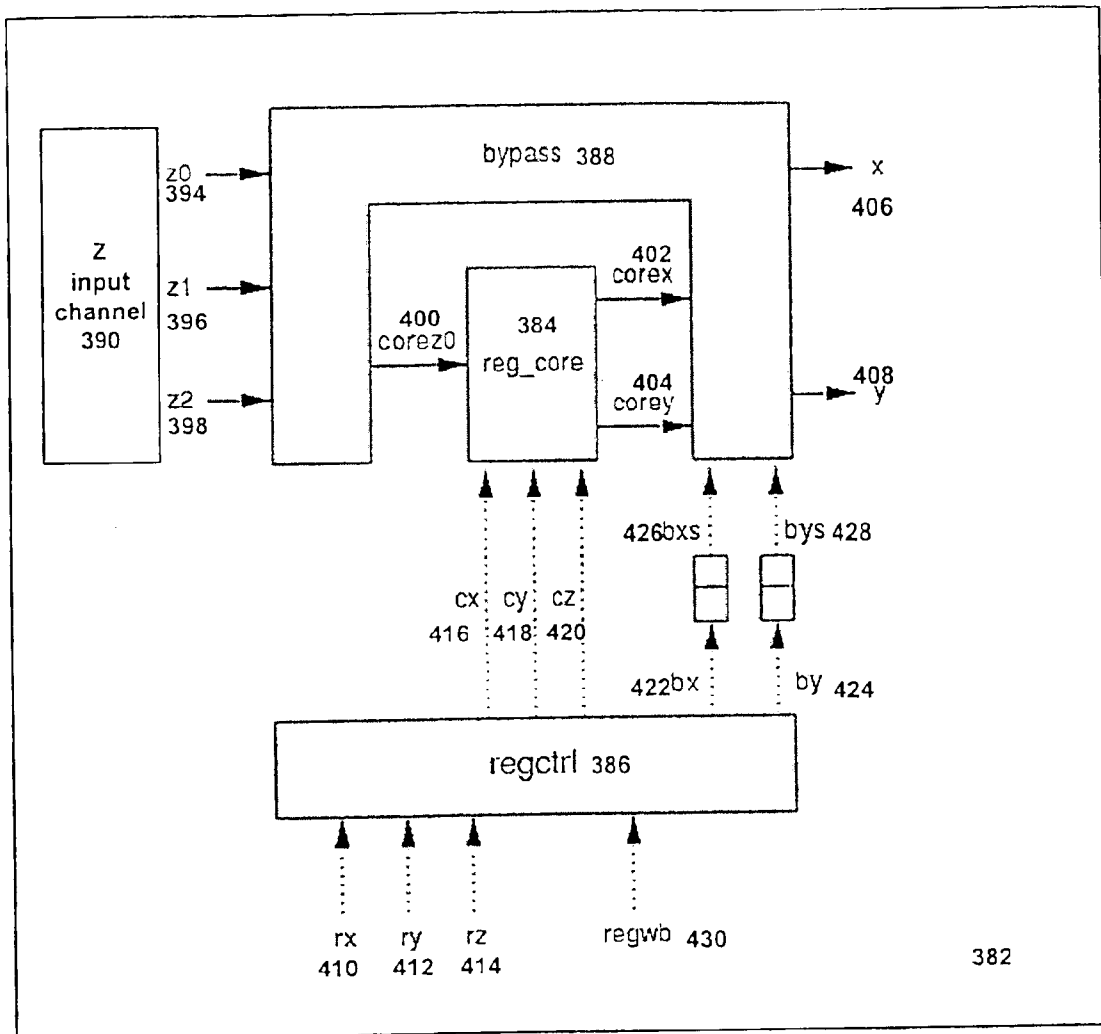 bypass 388
z0
394
x
406
Z
input
channel
390
z1
396
402
corex
400
corez0
384
reg_core
z2
398
404
corey
408
y
426bxs
bys 428
cx
416
cy
418
cz
420
422bx
by 424
regctrl 386
rx
410
ry
412
rz
414
regwb 430
382